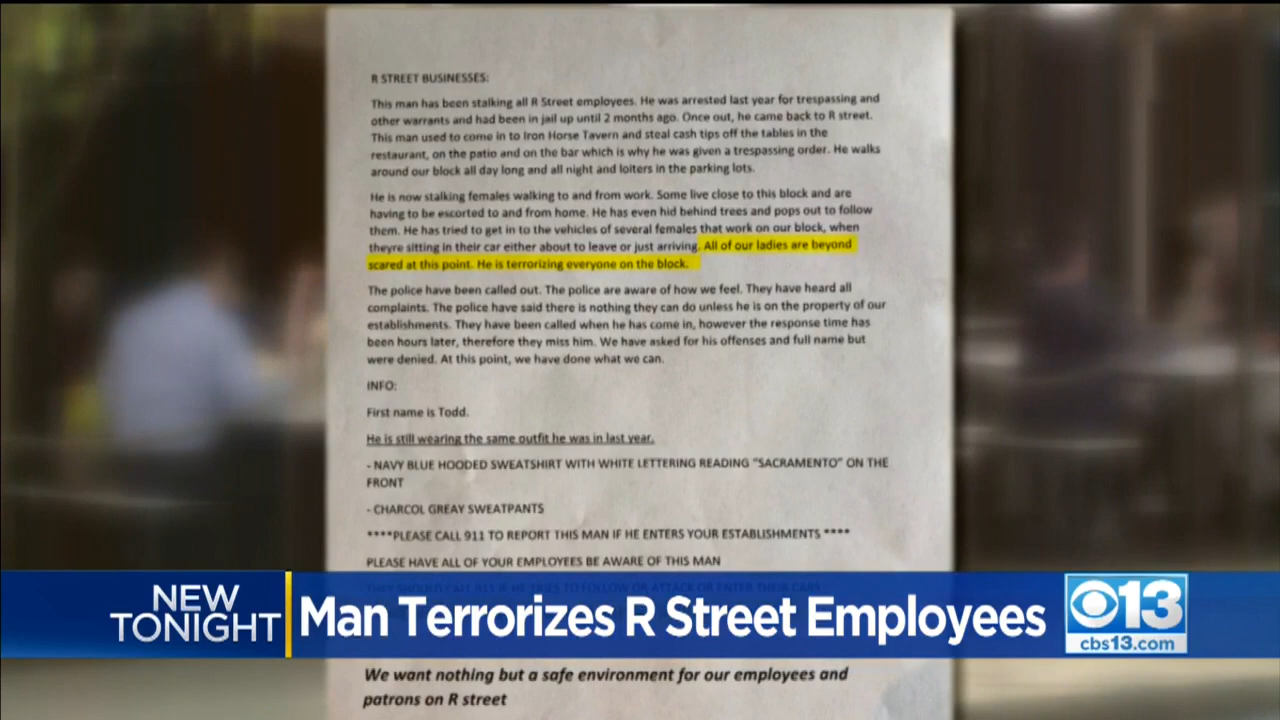 R STREET BUSINESSES:
This man has been stalking all R Street employees. He was arrested last year for trespassing and
other warrants and had been in jail up until 2 months ago. Once out, he came back to R street.
This man used to come in to Iron Horse Tavern and steal cash tips off the tables in the
restaurant, on the patio and on the bar which is why he was given a trespassing order. He walks
around our block all day long and all night and loiters in the parking lots.
He is now stalking females walking to and from work. Some live close to this block and are
having to be escorted to and from home. He has even hid behind trees and pops out to follow
them. He has tried to get in to the vehicles of several females that work on our block, when
theyre sitting in their car either about to leave or just arriving. All of our ladies are beyond
scared at this point. He is terrorizing everyone on the block.
The police have been called out. The police are aware of how we feel. They have heard all
complaints. The police have said there is nothing they can do unless he is on the property of our
establishments. They have been called when he has come in, however the response time has
been hours later, therefore they miss him. We have asked for his offenses and full name but
were denied. At this point, we have done what we can.
INFO:
First name is Todd.
He is still wearing the same outfit he was in last year.
- NAVY BLUE HOODED SWEATSHIRT WITH WHITE LETTERING READING "SACRAMENTO" ON THE
FRONT
- CHARCOL GREAY SWEATPANTS
****PLEASE CALL 911 TO REPORT THIS MAN IF HE ENTERS YOUR ESTABLISHMENTS ****
PLEASE HAVE ALL OF YOUR EMPLOYEES BE AWARE OF THIS MAN
THEY SHOULD CALL 911 IF HE TRIES TO FOLLOW OR ATTACK OR ENTER THEIR CARS
NEW
TONIGHT
Man Terrorizes R Street Employees
13
cbs13.com
We want nothing but a safe environment for our employees and
patrons on R street